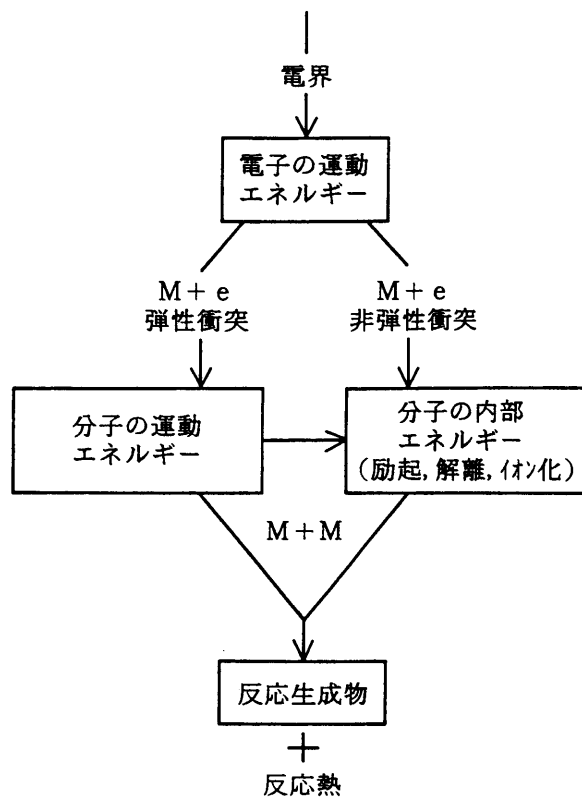 電界
電子の運動
エネルギー
M+e
弾性衝突
M+e
非弾性衝突
分子の運動
エネルギー
分子の内部
エネルギー
(励起,解離,イオン化)
M+M
反応生成物
+
反応熱